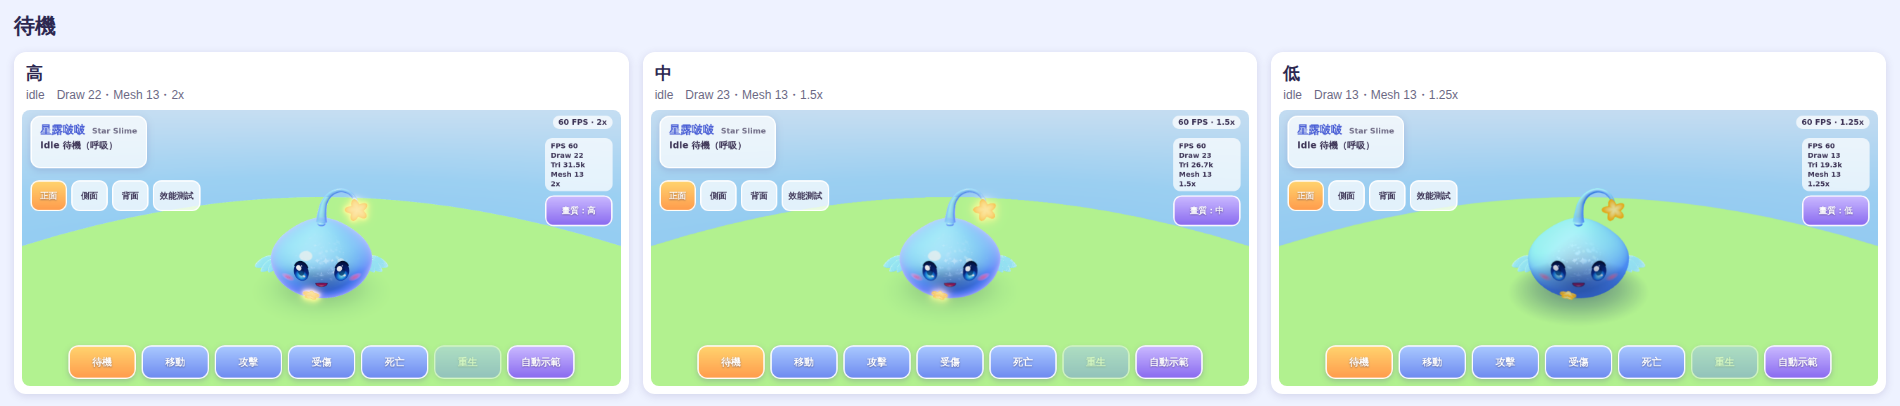 待機
高
idle Draw 22・Mesh 13・2x
星露啵啵 Star Slime
Idle 待機（呼吸）
60 FPS · 2x
FPS 60
Draw 22
Tri 31.5k
Mesh 13
2x
正面 側面 背面 效能測試
畫質：高
待機 移動 攻擊 受傷 死亡 重生 自動示範
中
idle Draw 23・Mesh 13・1.5x
星露啵啵 Star Slime
Idle 待機（呼吸）
60 FPS · 1.5x
FPS 60
Draw 23
Tri 26.7k
Mesh 13
1.5x
正面 側面 背面 效能測試
畫質：中
待機 移動 攻擊 受傷 死亡 重生 自動示範
低
idle Draw 13・Mesh 13・1.25x
星露啵啵 Star Slime
Idle 待機（呼吸）
60 FPS · 1.25x
FPS 60
Draw 13
Tri 19.3k
Mesh 13
1.25x
正面 側面 背面 效能測試
畫質：低
待機 移動 攻擊 受傷 死亡 重生 自動示範